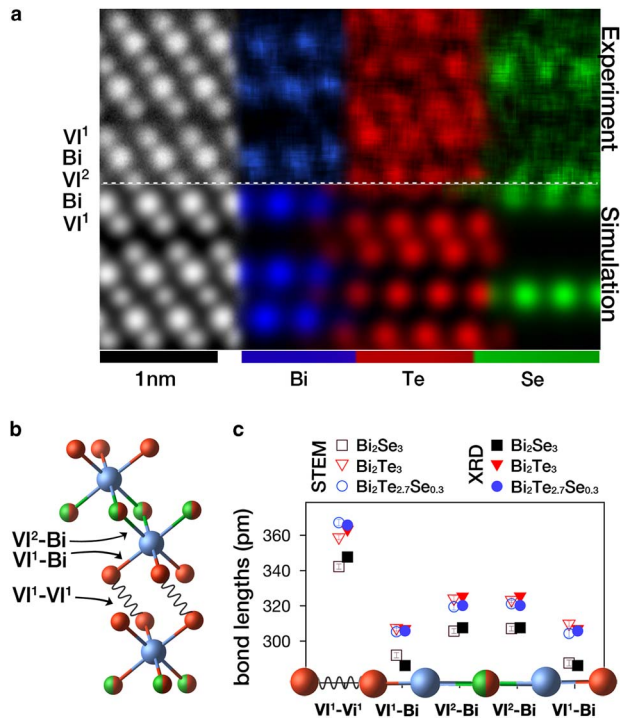 a
Experiment
VI¹
Bi
VI²
Bi
VI¹
Simulation
1nm
Bi
Te
Se
b
VI²-Bi
VI¹-Bi
VI¹-VI¹
c
STEM
Bi₂Se₃
Bi₂Te₃
Bi₂Te₂.₇Se₀.₃
XRD
Bi₂Se₃
Bi₂Te₃
Bi₂Te₂.₇Se₀.₃
bond lengths (pm)
360
340
320
300
VI¹-Vi¹ VI¹-Bi VI²-Bi VI²-Bi VI¹-Bi